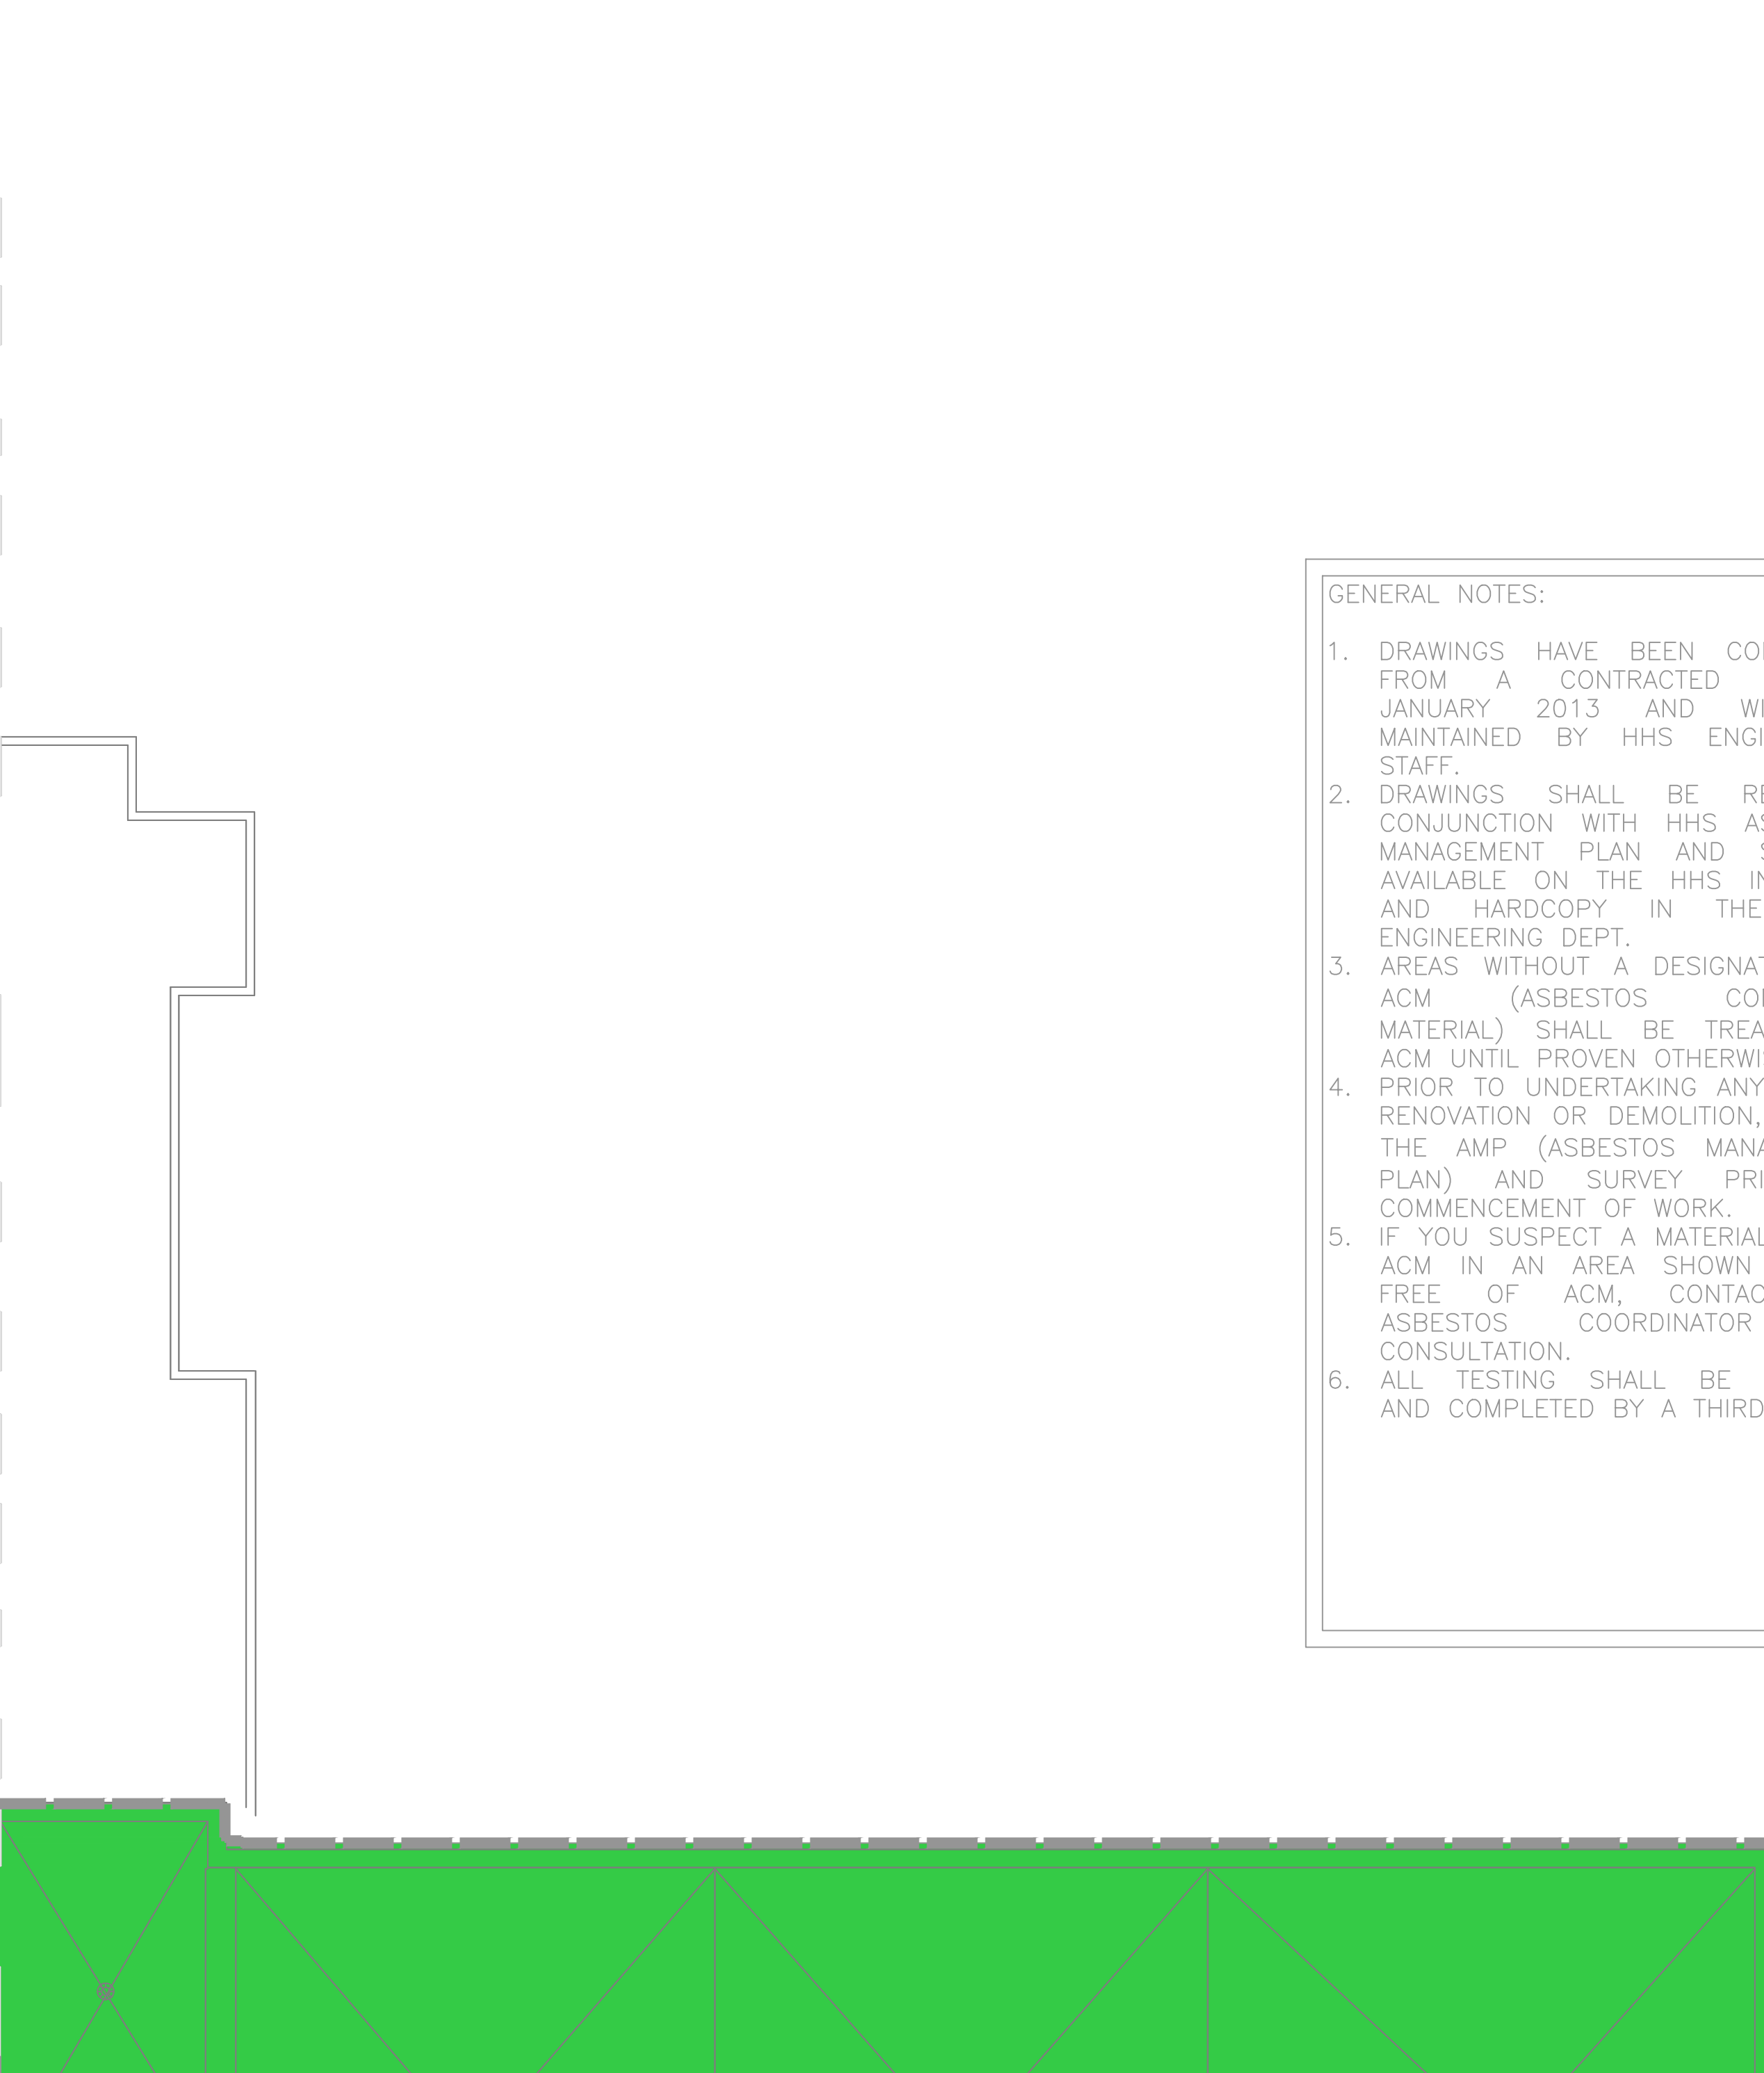 GENERAL NOTES:
1. DRAWINGS HAVE BEEN
FROM A CONTRACTED
JANUARY 2013 AND
MAINTAINED BY HHS
STAFF.
2. DRAWINGS SHALL BE
CONJUNCTION WITH HHS
MANAGEMENT PLAN AND
AVAILABLE ON THE HHS
AND HARDCOPY IN THE
ENGINEERING DEPT.
3. AREAS WITHOUT A
ACM (ASBESTOS
MATERIAL) SHALL BE
ACM UNTIL PROVEN
4. PRIOR TO UNDERTAKING ANY
RENOVATION OR DEMOLITION,
THE AMP (ASBESTOS
PLAN) AND SURVEY
COMMENCEMENT OF WORK.
5. IF YOU SUSPECT A MATERIAL
ACM IN AN AREA SHOWN
FREE OF ACM,
ASBESTOS COORDINATOR
CONSULTATION.
6. ALL TESTING SHALL BE
AND COMPLETED BY A THIRD